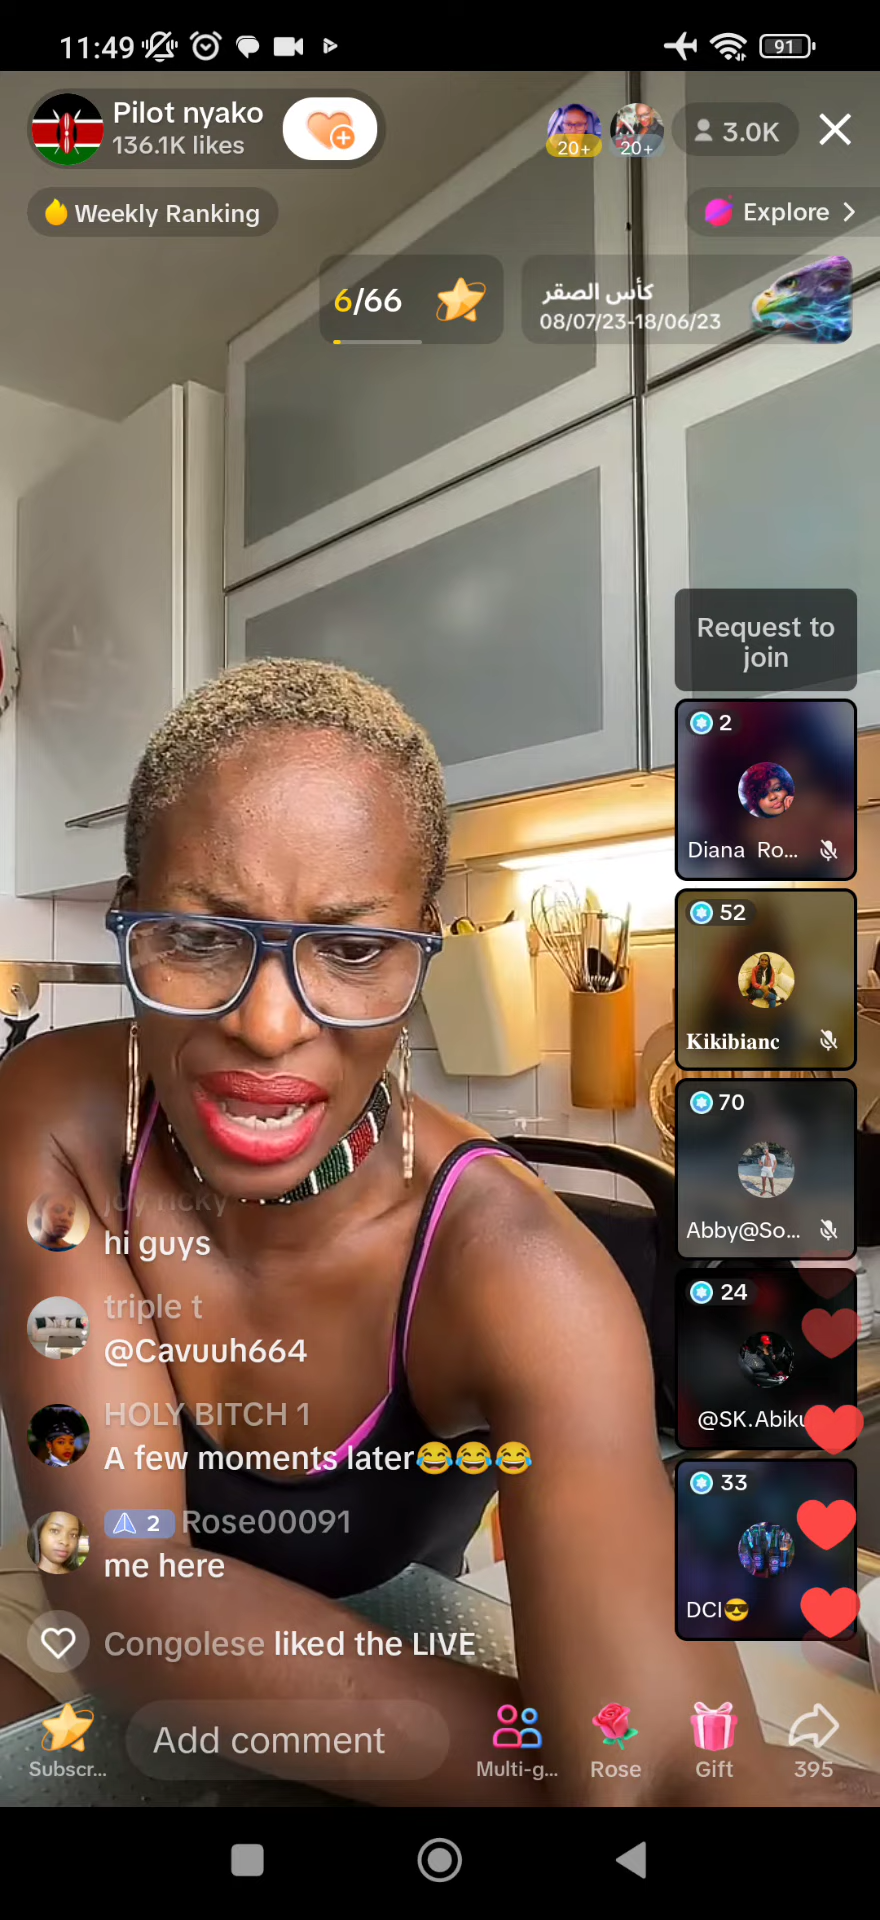 11:49
91
Pilot nyako
136.1K likes
20+
20+
3.0K
Weekly Ranking
Explore
6/66
كأس الصقر
08/07/23-18/06/23
Request to
join
2
Diana Ro...
52
Kikibianc
70
Abby@So...
24
@SK.Abiku
33
DCI😎
joy ricky
hi guys
triple t
@Cavuuh664
HOLY BITCH 1
A few moments later😂😂😂
2 Rose00091
me here
Congolese liked the LIVE
Subscr...
Add comment
Multi-g...
Rose
Gift
395